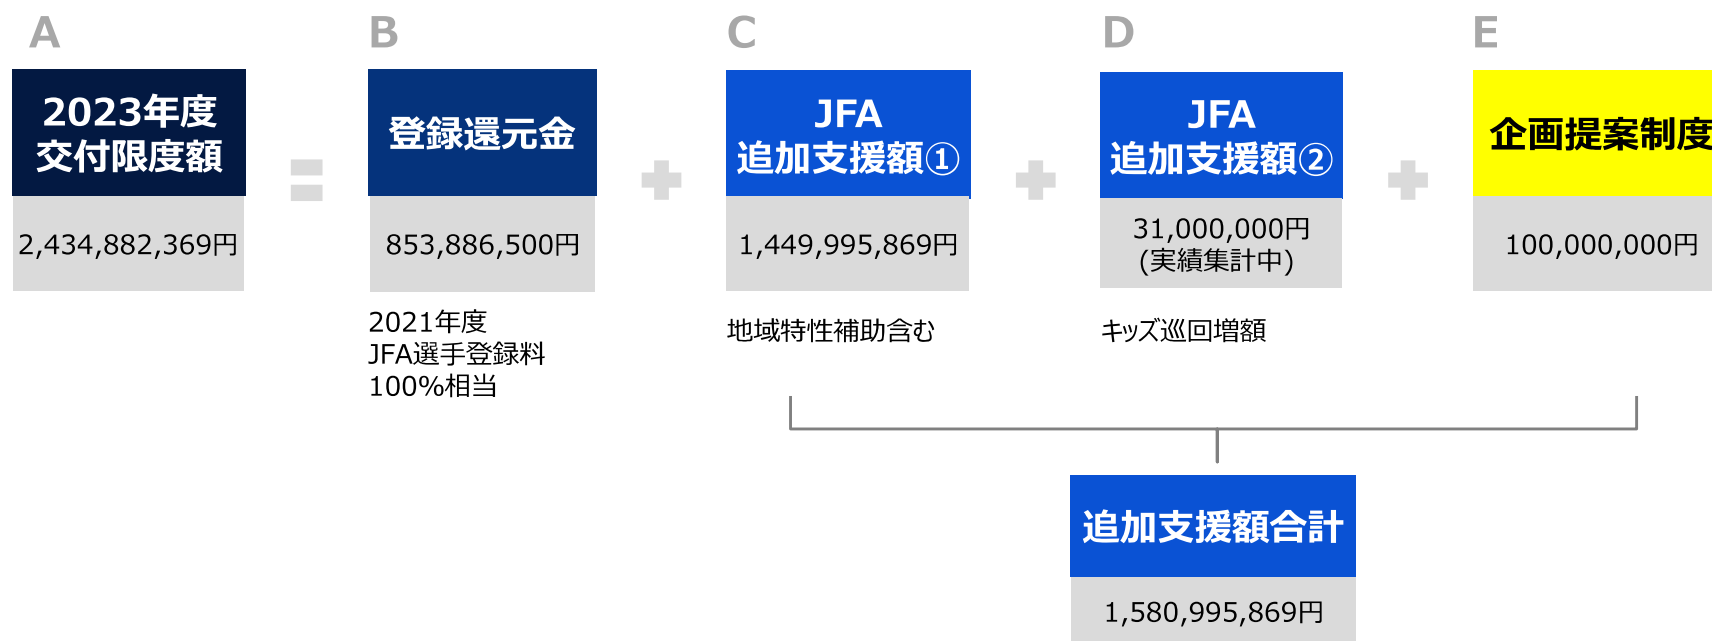 A
B
C
D
E
2023年度
交付限度額
登録還元金
JFA
追加支援額①
JFA
追加支援額②
企画提案制度
=
+
+
+
2,434,882,369円
853,886,500円
1,449,995,869円
31,000,000円
(実績集計中)
100,000,000円
2021年度
JFA選手登録料
100%相当
地域特性補助含む
キッズ巡回増額
追加支援額合計
1,580,995,869円